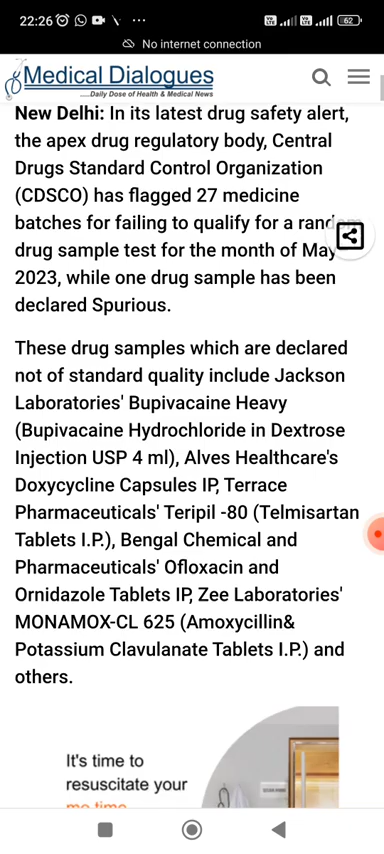 22:26
62
No internet connection
Medical Dialogues
.....Daily Dose of Health & Medical News
New Delhi: In its latest drug safety alert,
the apex drug regulatory body, Central
Drugs Standard Control Organization
(CDSCO) has flagged 27 medicine
batches for failing to qualify for a random
drug sample test for the month of May
2023, while one drug sample has been
declared Spurious.
These drug samples which are declared
not of standard quality include Jackson
Laboratories' Bupivacaine Heavy
(Bupivacaine Hydrochloride in Dextrose
Injection USP 4 ml), Alves Healthcare's
Doxycycline Capsules IP, Terrace
Pharmaceuticals' Teripil -80 (Telmisartan
Tablets I.P.), Bengal Chemical and
Pharmaceuticals' Ofloxacin and
Ornidazole Tablets IP, Zee Laboratories'
MONAMOX-CL 625 (Amoxycillin&
Potassium Clavulanate Tablets I.P.) and
others.
It's time to
resuscitate your
me time